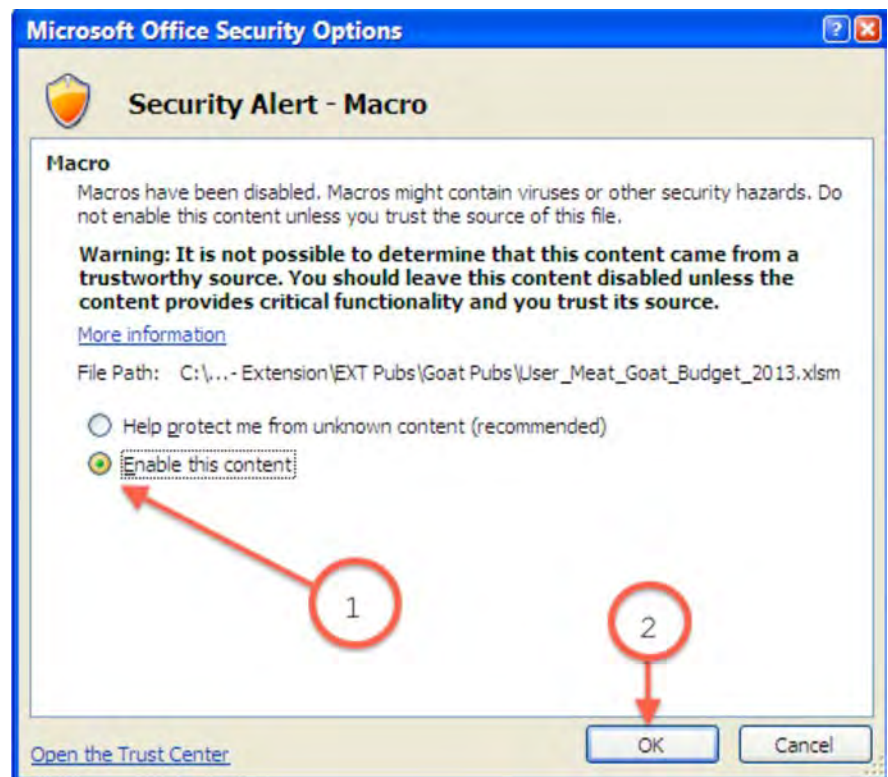 Microsoft Office Security Options
Security Alert - Macro
Macro
Macros have been disabled. Macros might contain viruses or other security hazards. Do
not enable this content unless you trust the source of this file.
Warning: It is not possible to determine that this content came from a
trustworthy source. You should leave this content disabled unless the
content provides critical functionality and you trust its source.
More information
File Path: C:\...- Extension\EXT Pubs\Goat Pubs\User_Meat_Goat_Budget_2013.xlsm
Help protect me from unknown content (recommended)
Enable this content
1
2
Open the Trust Center
OK
Cancel